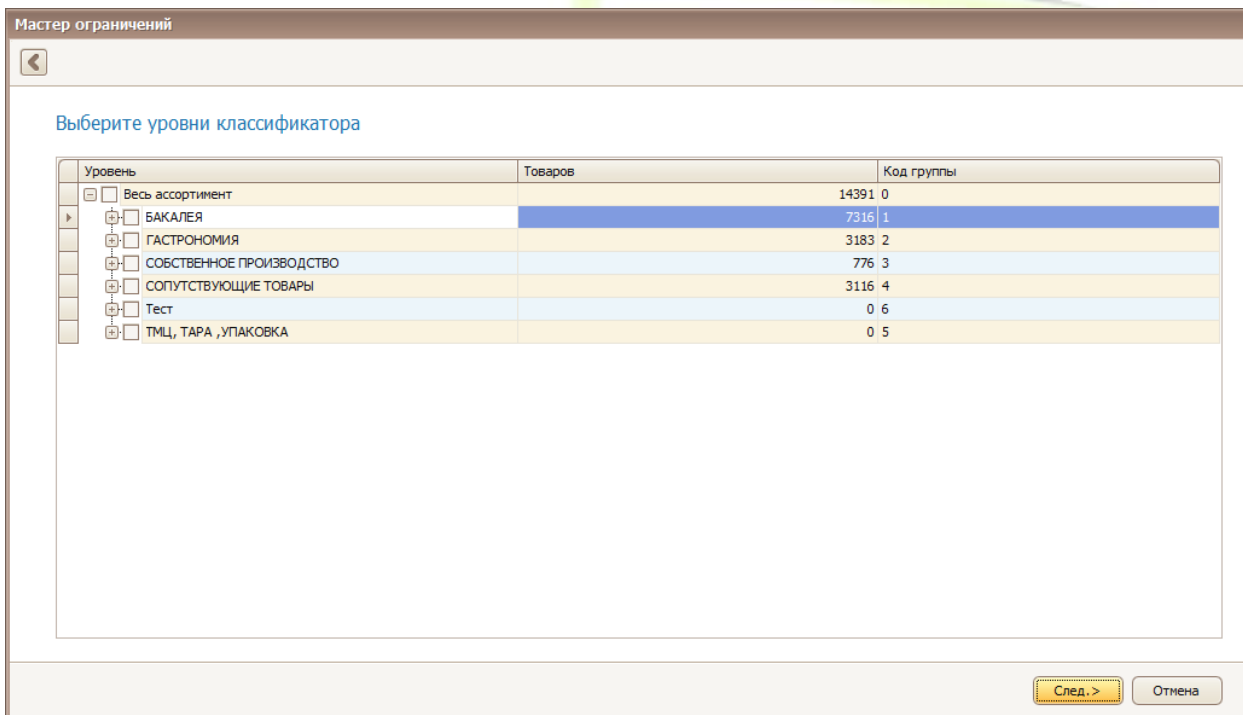 Мастер ограничений
Выберите уровни классификатора
Уровень Товаров Код группы
Весь ассортимент 14391 0
БАКАЛЕЯ 7316 1
ГАСТРОНОМИЯ 3183 2
СОБСТВЕННОЕ ПРОИЗВОДСТВО 776 3
СОПУТСТВУЮЩИЕ ТОВАРЫ 3116 4
Тест 0 6
ТМЦ, ТАРА ,УПАКОВКА 0 5
След.> Отмена